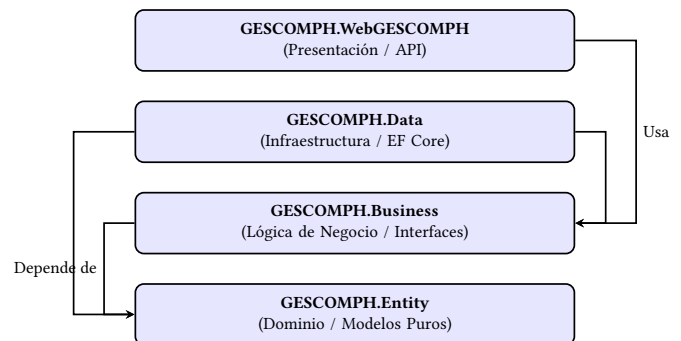 GESCOMPH.WebGESCOMPH
(Presentación / API)
GESCOMPH.Data
(Infraestructura / EF Core)
Usa
GESCOMPH.Business
(Lógica de Negocio / Interfaces)
Depende de
GESCOMPH.Entity
(Dominio / Modelos Puros)